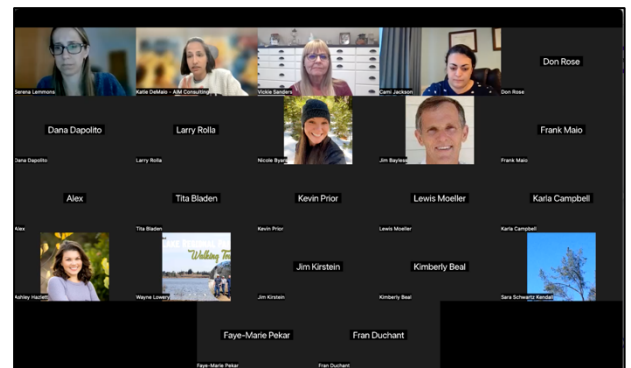 Serena Lemmons
Katie DeMaio - AIM Consulting
Vickie Sanders
Cami Jackson
Don Rose
Don Rose
Dana Dapolito
Dana Dapolito
Larry Rolla
Larry Rolla
Nicole Byars
Jim Bayless
Frank Maio
Frank Maio
Alex
Alex
Tita Bladen
Tita Bladen
Kevin Prior
Kevin Prior
Lewis Moeller
Lewis Moeller
Karla Campbell
Karla Campbell
Ashley Hazlett
LAKE REGIONAL
Walking
Wayne Lowery
Jim Kirstein
Jim Kirstein
Kimberly Beal
Kimberly Beal
Sara Schwartz Kendall
Faye-Marie Pekar
Faye-Marie Pekar
Fran Duchant
Fran Duchant